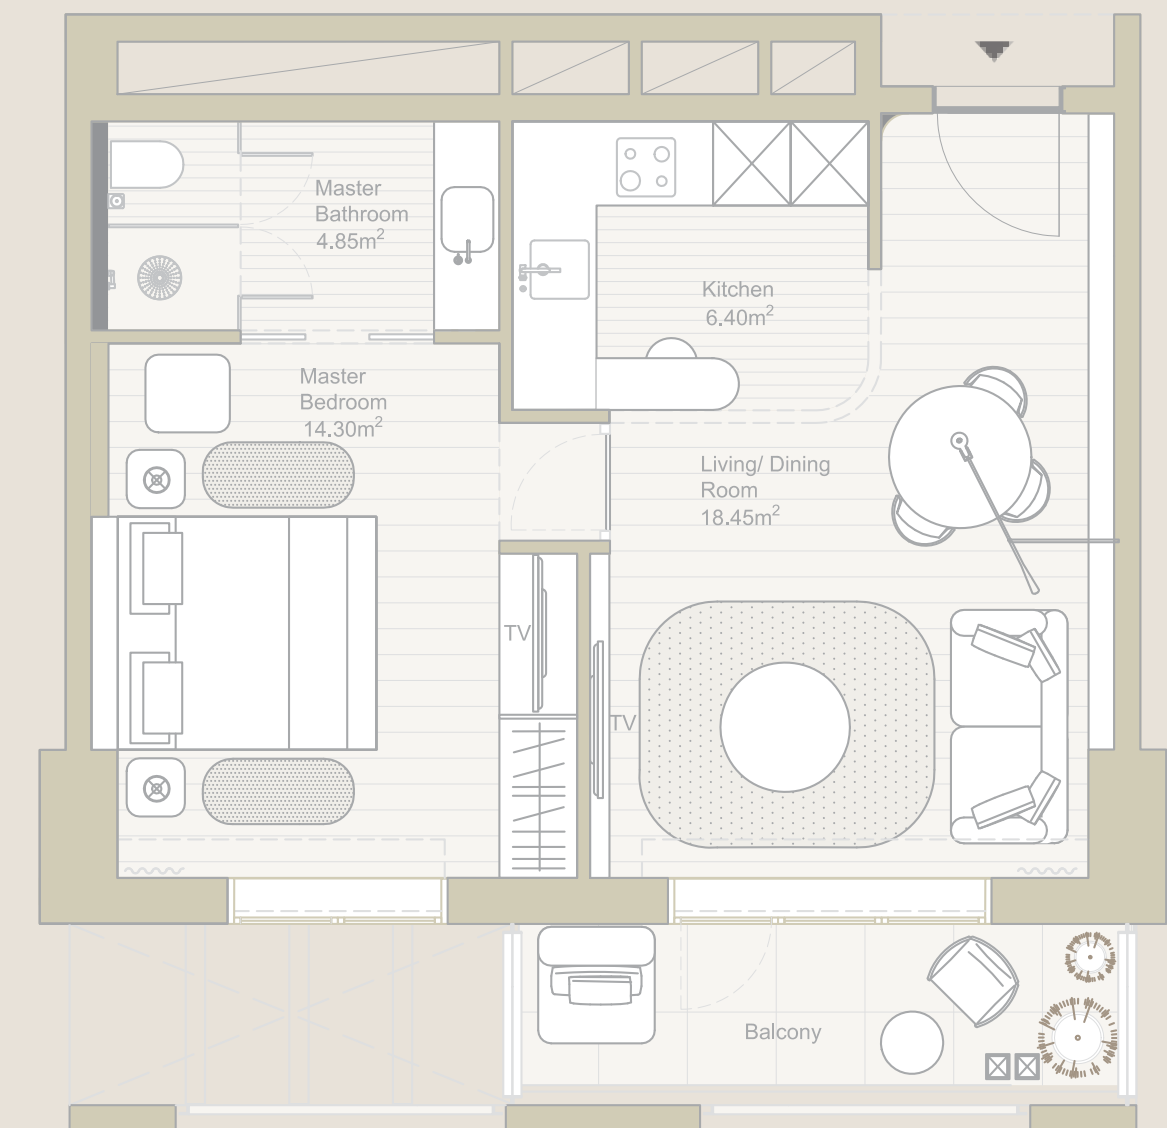 Master
Bathroom
4.85m²
Kitchen
6.40m²
Master
Bedroom
14.30m²
Living/ Dining
Room
18.45m²
TV
TV
Balcony